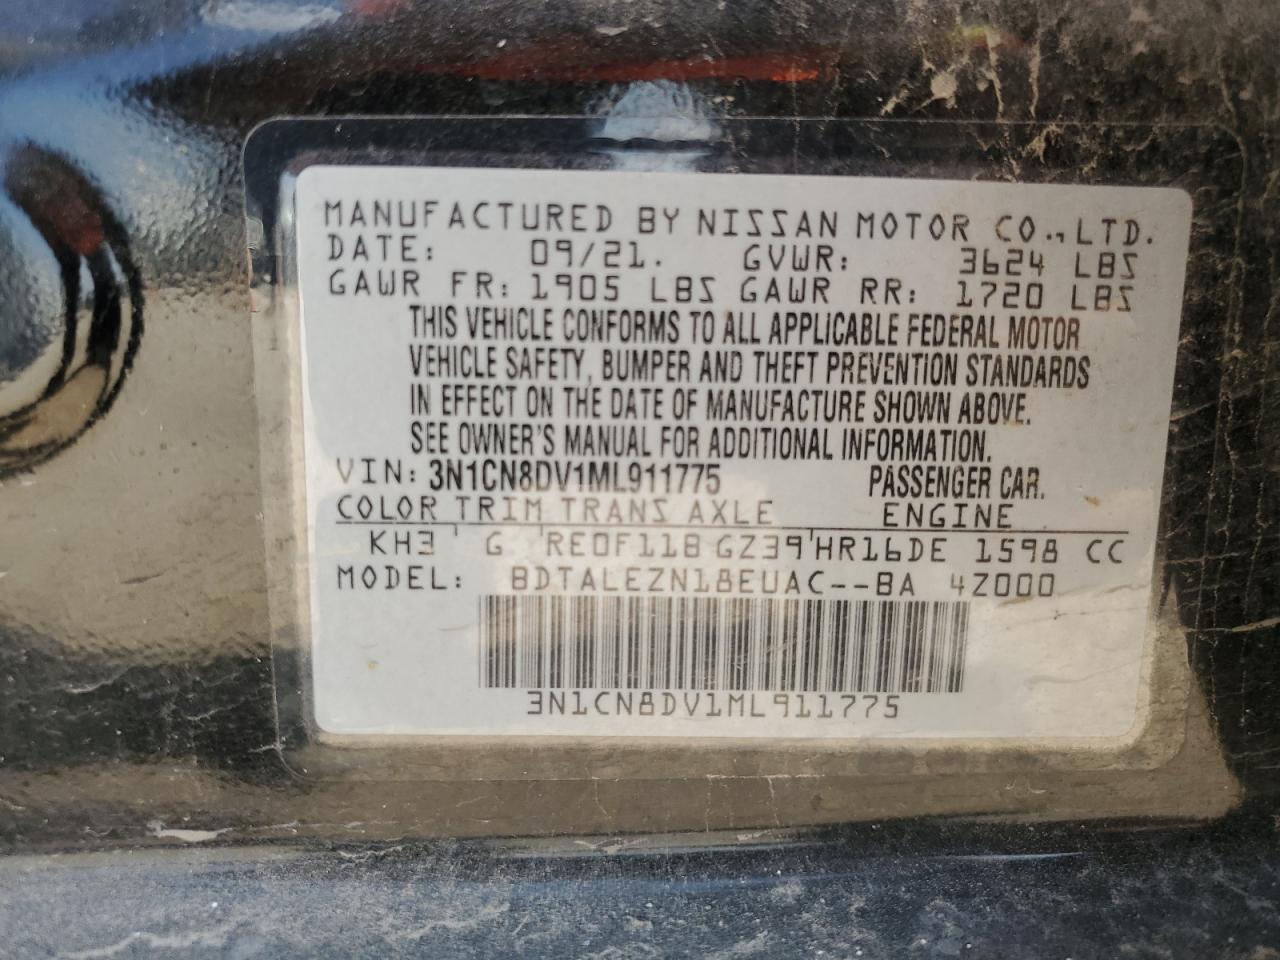 MANUFACTURED BY NISSAN MOTOR CO.,LTD.
DATE: 09/21. GVWR: 3624 LBS
GAWR FR: 1905 LBS GAWR RR: 1720 LBS
THIS VEHICLE CONFORMS TO ALL APPLICABLE FEDERAL MOTOR
VEHICLE SAFETY, BUMPER AND THEFT PREVENTION STANDARDS
IN EFFECT ON THE DATE OF MANUFACTURE SHOWN ABOVE.
SEE OWNER'S MANUAL FOR ADDITIONAL INFORMATION.
VIN: 3N1CN8DV1ML911775 PASSENGER CAR.
COLOR TRIM TRANS AXLE ENGINE
KH3 ' G 'RE0F11B GZ39'HR16DE 1598 CC
MODEL: BDTALEZN18EUAC--BA 4Z000
3N1CN8DV1ML911775